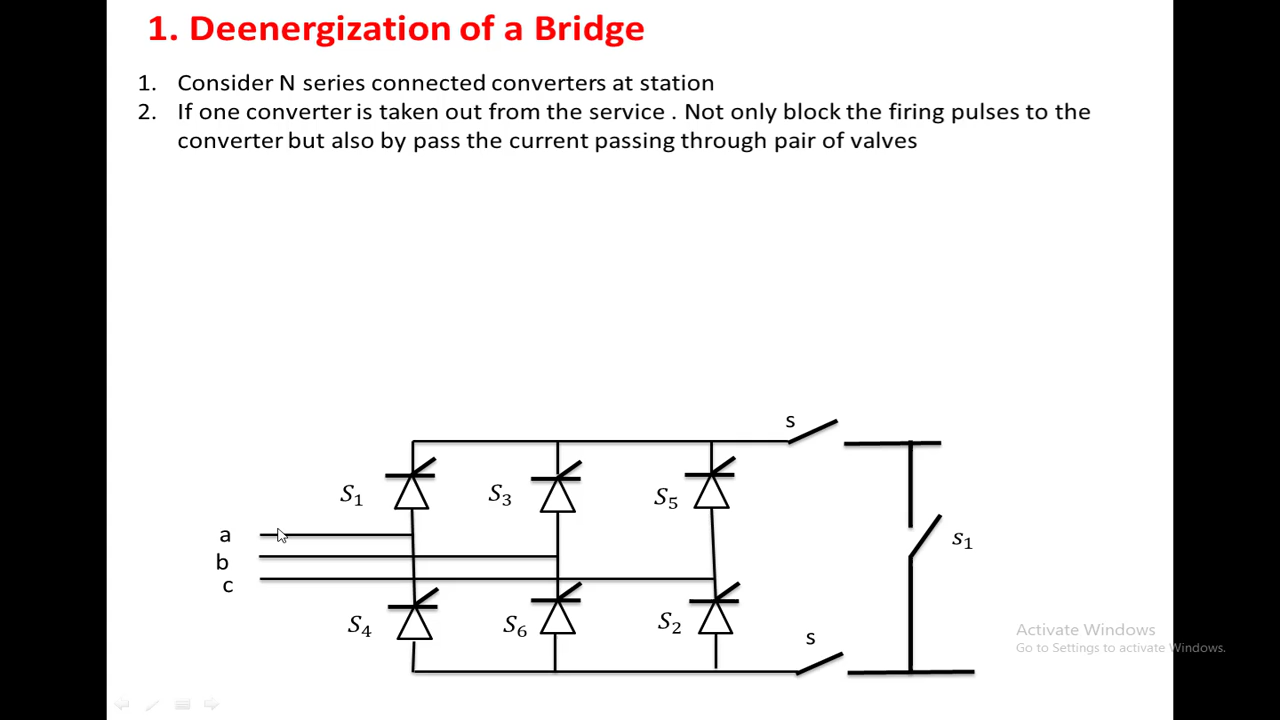 1. Deenergization of a Bridge
1. Consider N series connected converters at station
2. If one converter is taken out from the service . Not only block the firing pulses to the
converter but also by pass the current passing through pair of valves
s
S₁
S₃
S₅
a
b
c
s₁
S₄
S₆
S₂
s
Activate Windows
Go to Settings to activate Windows.